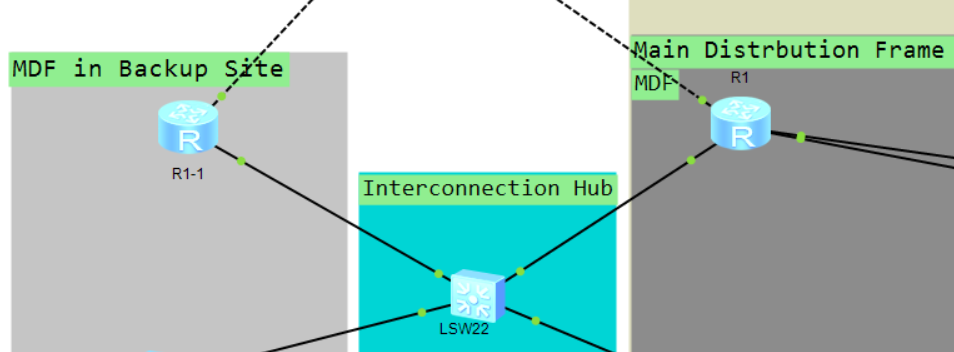 Main Distrbution Frame
MDF in Backup Site
MDF
R1
R
R
R1-1
Interconnection Hub
LSW22